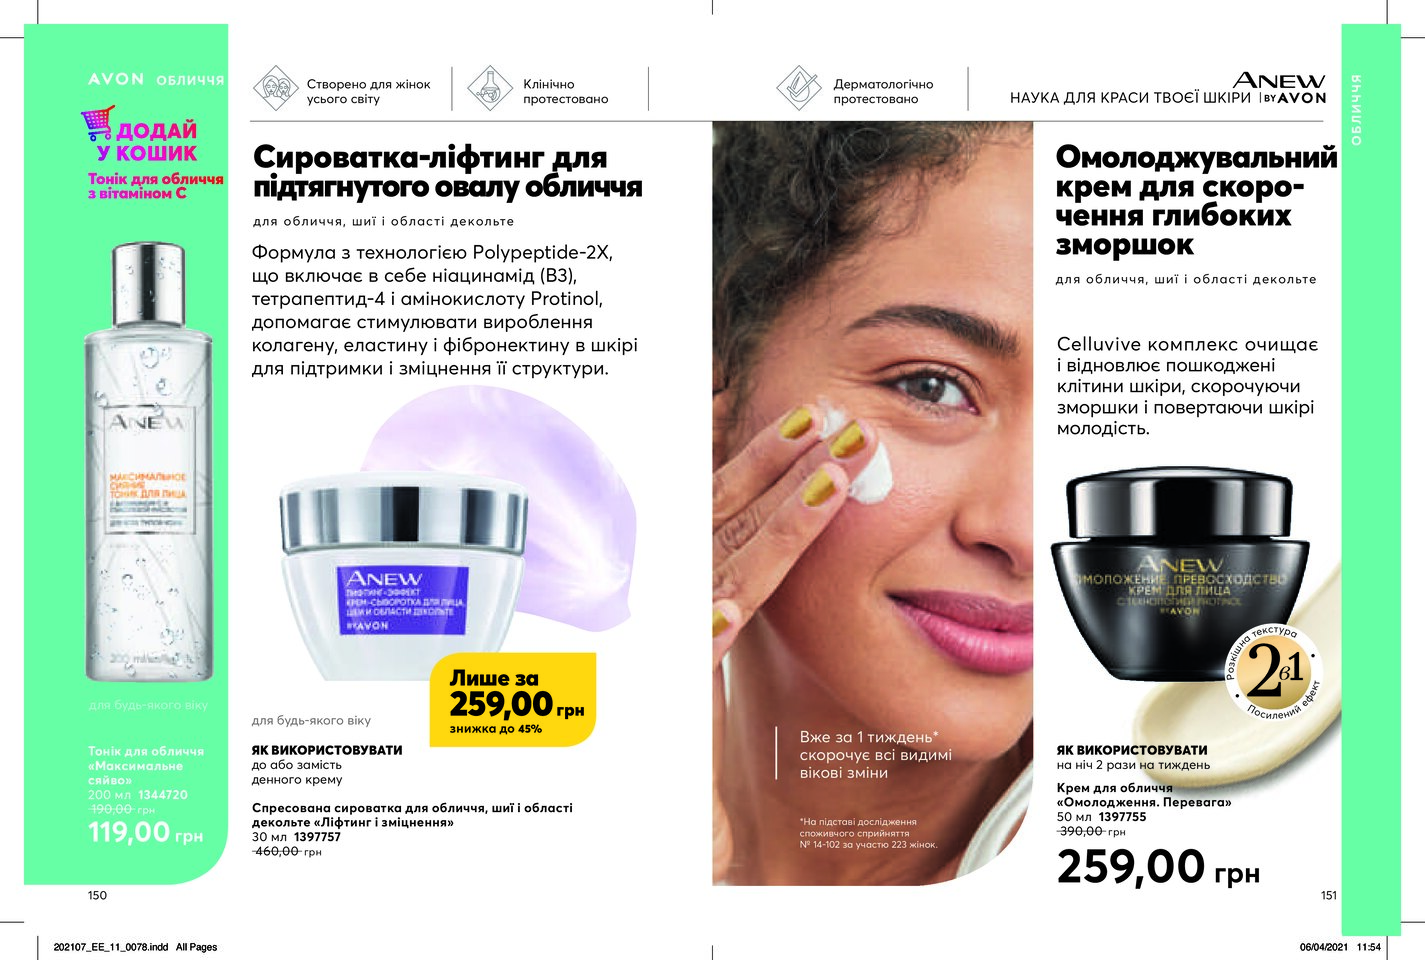 AVON ОБЛИЧЧЯ
ДОДАЙ
У КОШИК
Тонік для обличчя
з вітаміном С
ANEW
МАКСИМАЛЬНОЕ
СИЯНИЕ
ТОНИК ДЛЯ ЛИЦА
для будь-якого віку
Тонік для обличчя
«Максимальне
сяйво»
200 мл 1344720
190,00 грн
119,00 грн
150
Створено для жінок
усього світу
Клінічно
протестовано
Сироватка-ліфтинг для
підтягнутого овалу обличчя
для обличчя, шиї і області декольте
Формула з технологією Polypeptide-2X,
що включає в себе ніацинамід (В3),
тетрапептид-4 і амінокислоту Protinol,
допомагає стимулювати вироблення
колагену, еластину і фібронектину в шкірі
для підтримки і зміцнення її структури.
ANEW
ЛИФТИНГ-ЭФФЕКТ
КРЕМ-СЫВОРОТКА ДЛЯ ЛИЦА,
ШЕИ И ОБЛАСТИ ДЕКОЛЬТЕ
BY AVON
Лише за
259,00 грн
знижка до 45%
для будь-якого віку
ЯК ВИКОРИСТОВУВАТИ
до або замість
денного крему
Спресована сироватка для обличчя, шиї і області
декольте «Ліфтинг і зміцнення»
30 мл 1397757
460,00 грн
Дерматологічно
протестовано
НАУКА ДЛЯ КРАСИ ТВОЄЇ ШКІРИ
ANEW
BY AVON
ОБЛИЧЧЯ
Вже за 1 тиждень*
скорочує всі видимі
вікові зміни
*На підставі дослідження
споживчого сприйняття
№ 14-102 за участю 223 жінок.
Омолоджувальний
крем для скоро-
чення глибоких
зморшок
для обличчя, шиї і області декольте
Celluvive комплекс очищає
і відновлює пошкоджені
клітини шкіри, скорочуючи
зморшки і повертаючи шкірі
молодість.
ANEW
ОМОЛОЖЕНИЕ. ПРЕВОСХОДСТВО
КРЕМ ДЛЯ ЛИЦА
С ТЕХНОЛОГИЕЙ PROTINOL
BY AVON
Розкішна текстура
2в1
Посилений ефект
ЯК ВИКОРИСТОВУВАТИ
на ніч 2 рази на тиждень
Крем для обличчя
«Омолодження. Перевага»
50 мл 1397755
390,00 грн
259,00 грн
151
202107_EE_11_0078.indd All Pages
06/04/2021 11:54